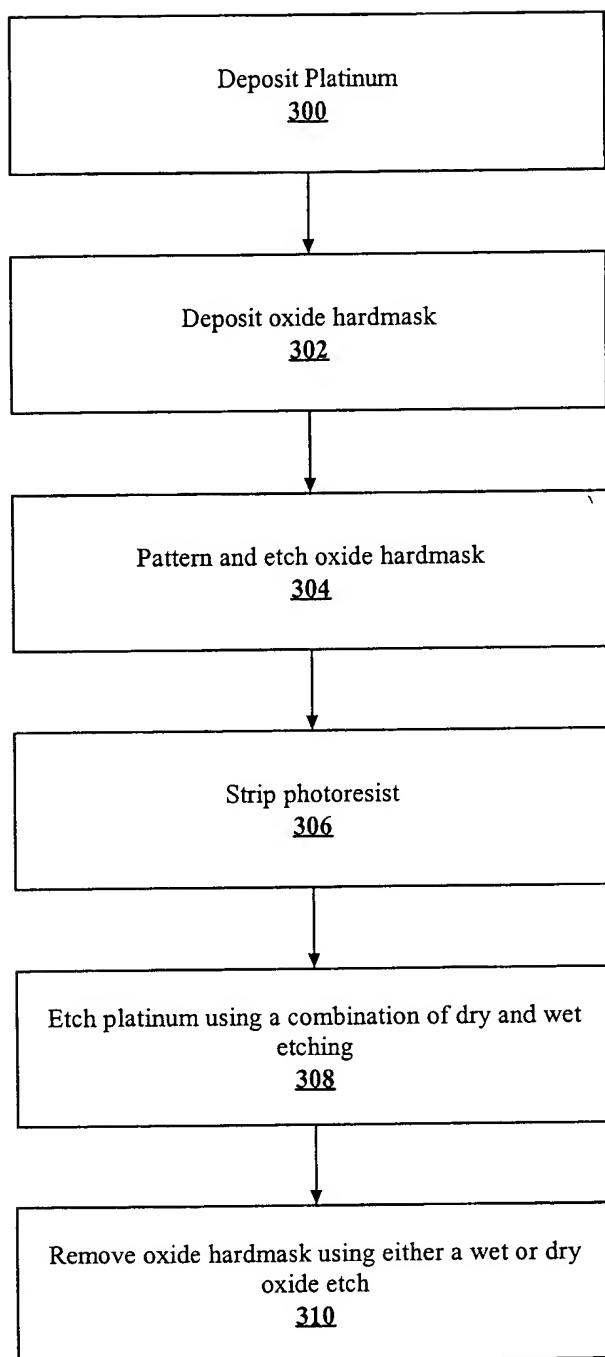 Deposit Platinum
300
Deposit oxide hardmask
302
Pattern and etch oxide hardmask
304
Strip photoresist
306
Etch platinum using a combination of dry and wet
etching
308
Remove oxide hardmask using either a wet or dry
oxide etch
310